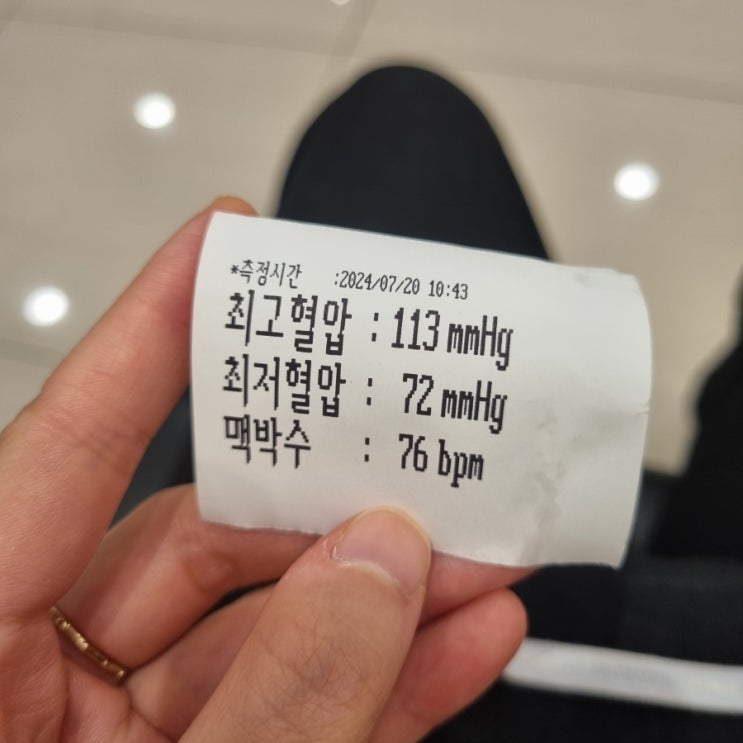 *측정시간 :2024/07/20 10:43
최고혈압 : 113 mmHg
최저혈압 : 72 mmHg
맥박수 : 76 bpm